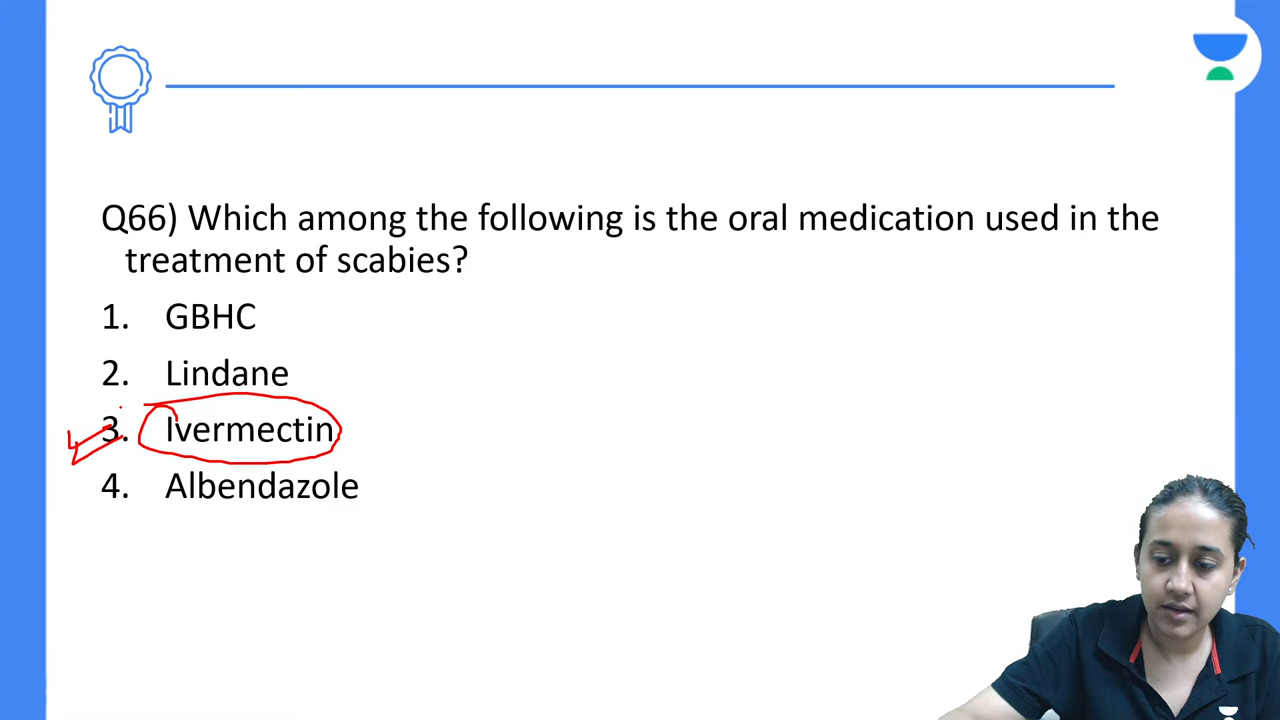 Q66) Which among the following is the oral medication used in the
treatment of scabies?
1. GBHC
2. Lindane
3. Ivermectin
4. Albendazole